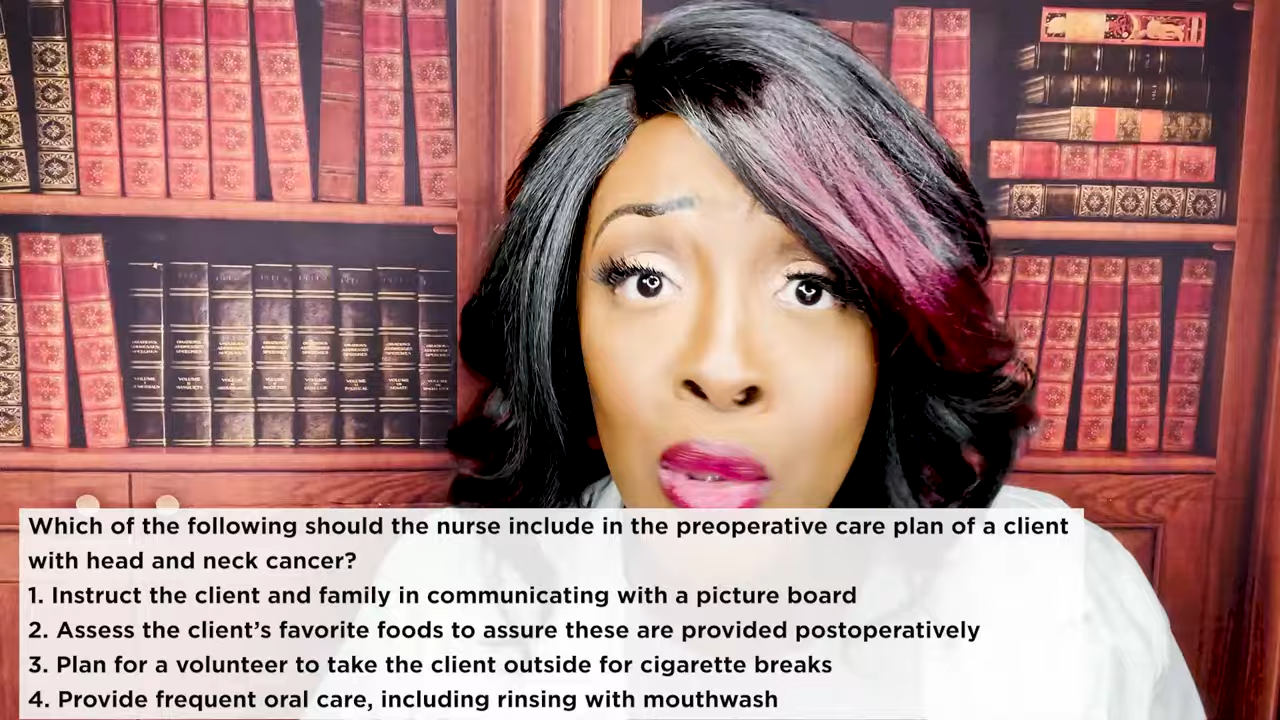 Which of the following should the nurse include in the preoperative care plan of a client
with head and neck cancer?
1. Instruct the client and family in communicating with a picture board
2. Assess the client’s favorite foods to assure these are provided postoperatively
3. Plan for a volunteer to take the client outside for cigarette breaks
4. Provide frequent oral care, including rinsing with mouthwash